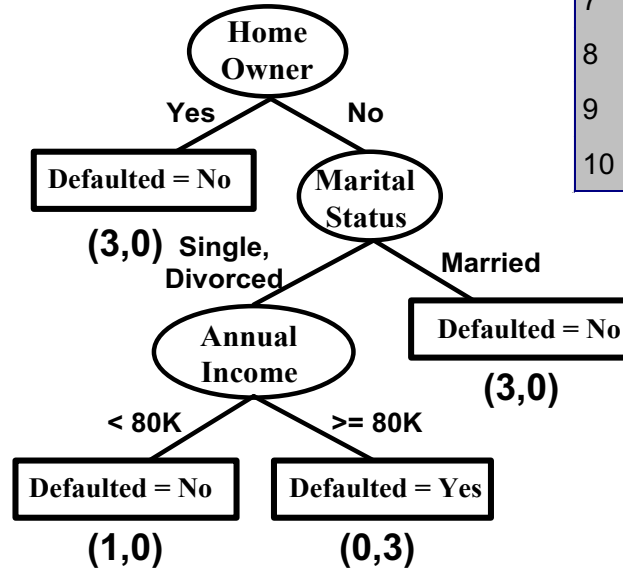 7
8
9
10
Home
Owner
Yes
No
Defaulted = No
(3,0)
Marital
Status
Single,
Divorced
Married
Annual
Income
Defaulted = No
(3,0)
< 80K
>= 80K
Defaulted = No
Defaulted = Yes
(1,0)
(0,3)